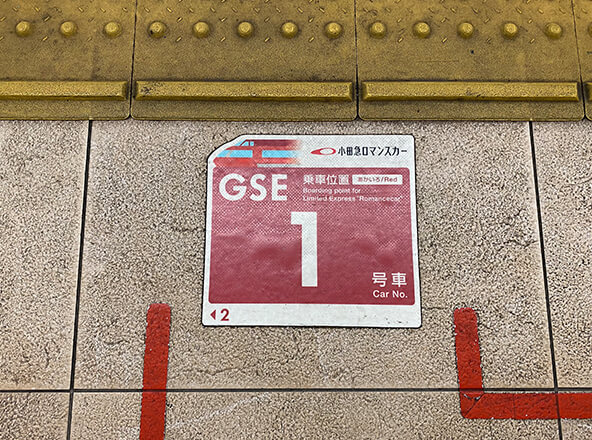 小田急ロマンスカー
GSE 乗車位置 あかいろ/Red
Boarding point for
Limited Express "Romancecar"
1
号車
Car No.
◀2